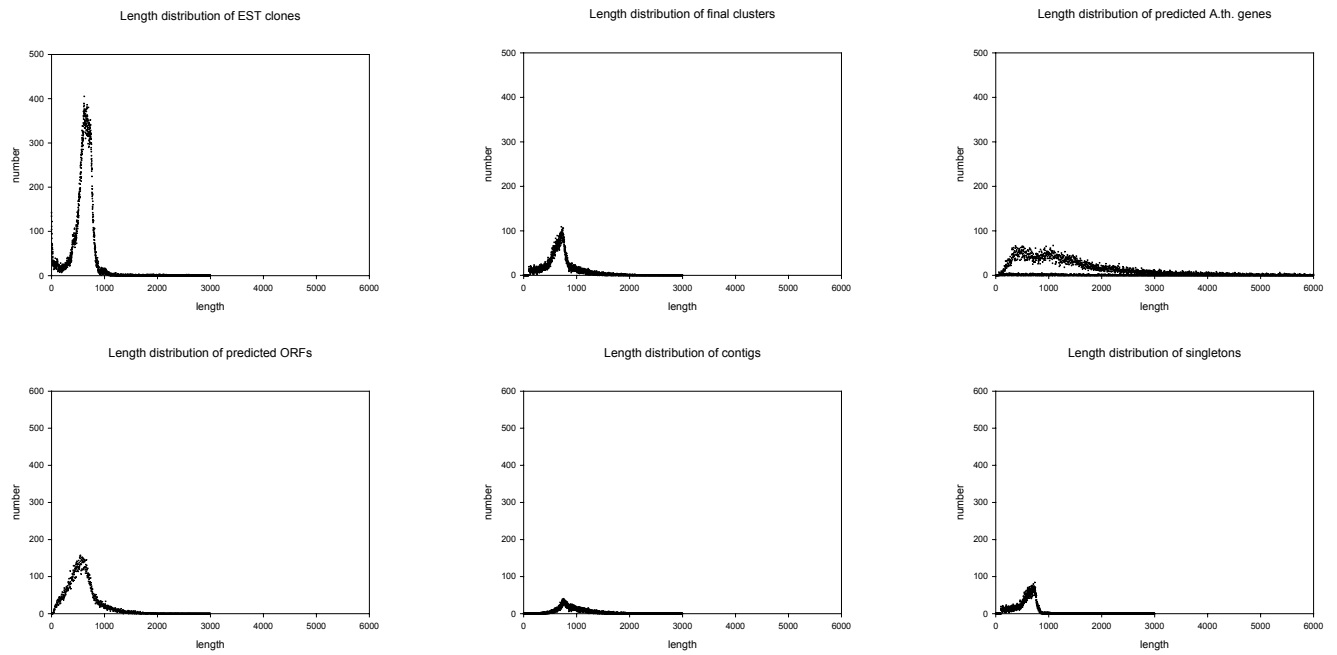 Length distribution of EST clones
500
400
300
200
100
0
number
0 1000 2000 3000 4000 5000 6000
length
Length distribution of final clusters
500
400
300
200
100
0
number
0 1000 2000 3000 4000 5000 6000
length
Length distribution of predicted A.th. genes
500
400
300
200
100
0
number
0 1000 2000 3000 4000 5000 6000
length
Length distribution of predicted ORFs
600
500
400
300
200
100
0
number
0 1000 2000 3000 4000 5000 6000
length
Length distribution of contigs
600
500
400
300
200
100
0
number
0 1000 2000 3000 4000 5000 6000
length
Length distribution of singletons
600
500
400
300
200
100
0
number
0 1000 2000 3000 4000 5000 6000
length